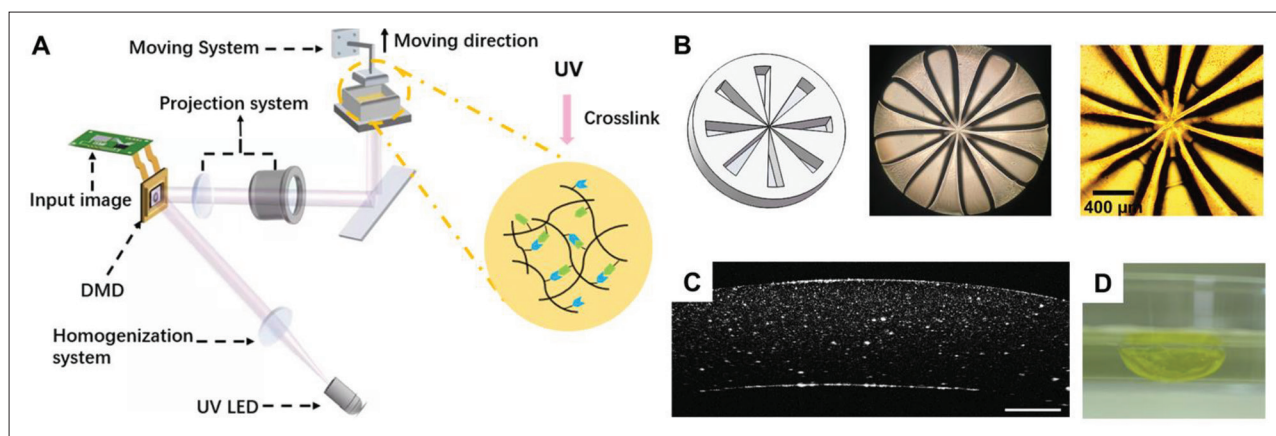 A
Moving System
Moving direction
UV
Projection system
Crosslink
Input image
DMD
Homogenization
system
UV LED
B
400 μm
C
D